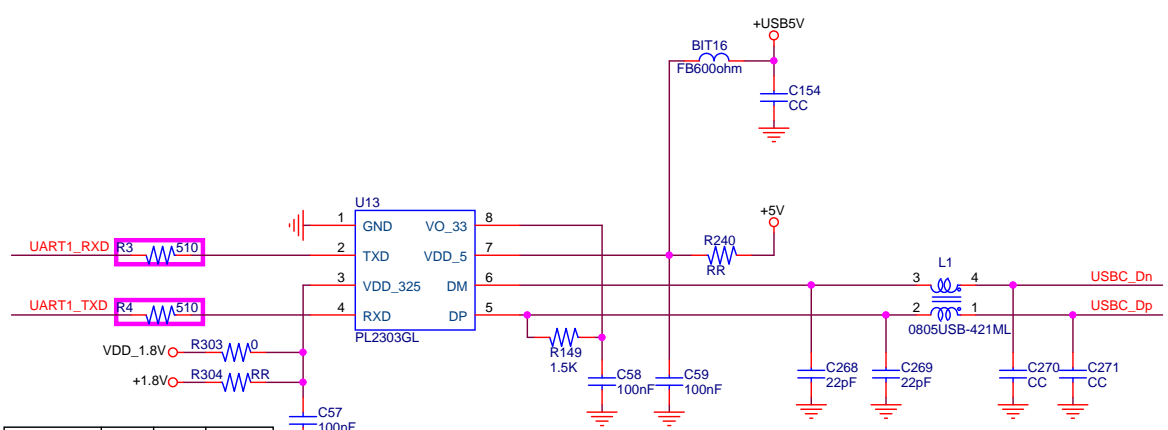 +USB5V
BIT16
FB600ohm
C154
CC
U13
+5V
1 GND VO_33 8
UART1_RXD R3 510 2 TXD VDD_5 7
R240
RR
L1
3 VDD_325 DM 6 3 4 USBC_Dn
UART1_TXD R4 510 4 RXD DP 5 2 1 USBC_Dp
PL2303GL
0805USB-421ML
VDD_1.8V R303 0
R149
1.5K
+1.8V R304 RR
C58
100nF
C59
100nF
C268
22pF
C269
22pF
C270
CC
C271
CC
C57
100nF